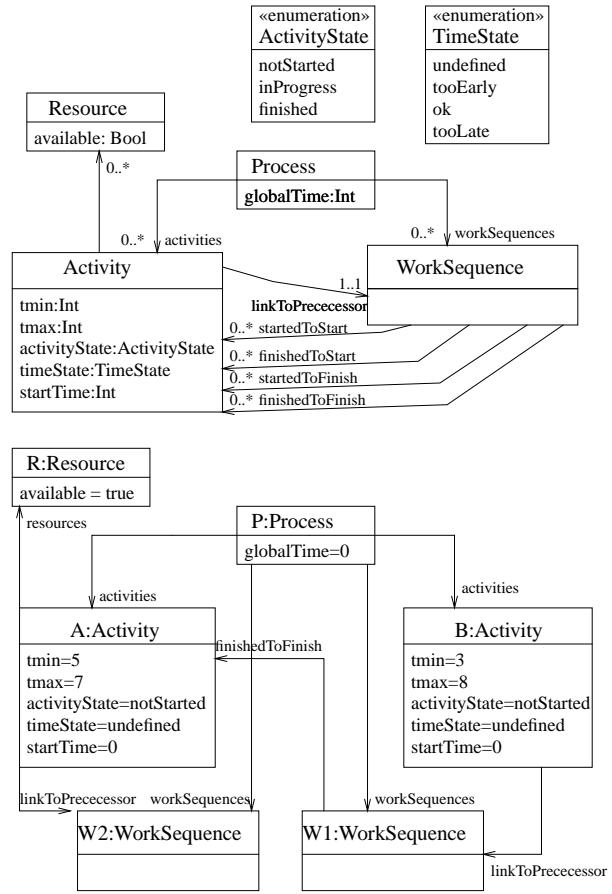 «enumeration»
ActivityState
notStarted
inProgress
finished
«enumeration»
TimeState
undefined
tooEarly
ok
tooLate
Resource
available: Bool
0..*
Process
globalTime:Int
0..* activities
0..* workSequences
Activity
tmin:Int
tmax:Int
activityState:ActivityState
timeState:TimeState
startTime:Int
WorkSequence
1..1
linkToPrececessor
0..* startedToStart
0..* finishedToStart
0..* startedToFinish
0..* finishedToFinish
R:Resource
available = true
resources
P:Process
globalTime=0
activities
activities
A:Activity
tmin=5
tmax=7
activityState=notStarted
timeState=undefined
startTime=0
finishedToFinish
B:Activity
tmin=3
tmax=8
activityState=notStarted
timeState=undefined
startTime=0
linkToPrececessor
workSequences
workSequences
W2:WorkSequence
W1:WorkSequence
linkToPrececessor